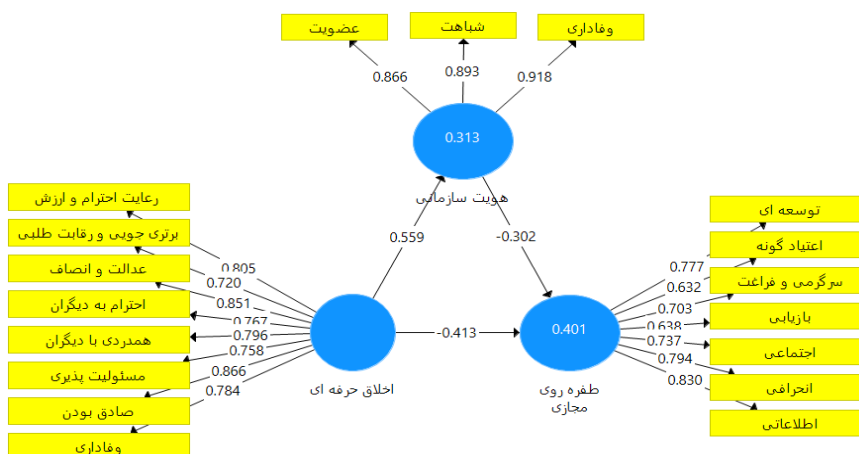 عضویت
شباهت
وفاداری
0.866
0.893
0.918
0.313
هویت سازمانی
0.559
-0.302
رعایت احترام و ارزش
برتری جویی و رقابت طلبی
عدالت و انصاف
احترام به دیگران
همدردی با دیگران
مسئولیت پذیری
صادق بودن
وفاداری
0.805
0.720
0.851
0.767
0.796
0.758
0.866
0.784
اخلاق حرفه ای
-0.413
0.401
طفره روی
مجازی
0.777
0.632
0.703
0.638
0.737
0.794
0.830
توسعه ای
اعتیاد گونه
سرگرمی و فراغت
بازیابی
اجتماعی
انحرافی
اطلاعاتی